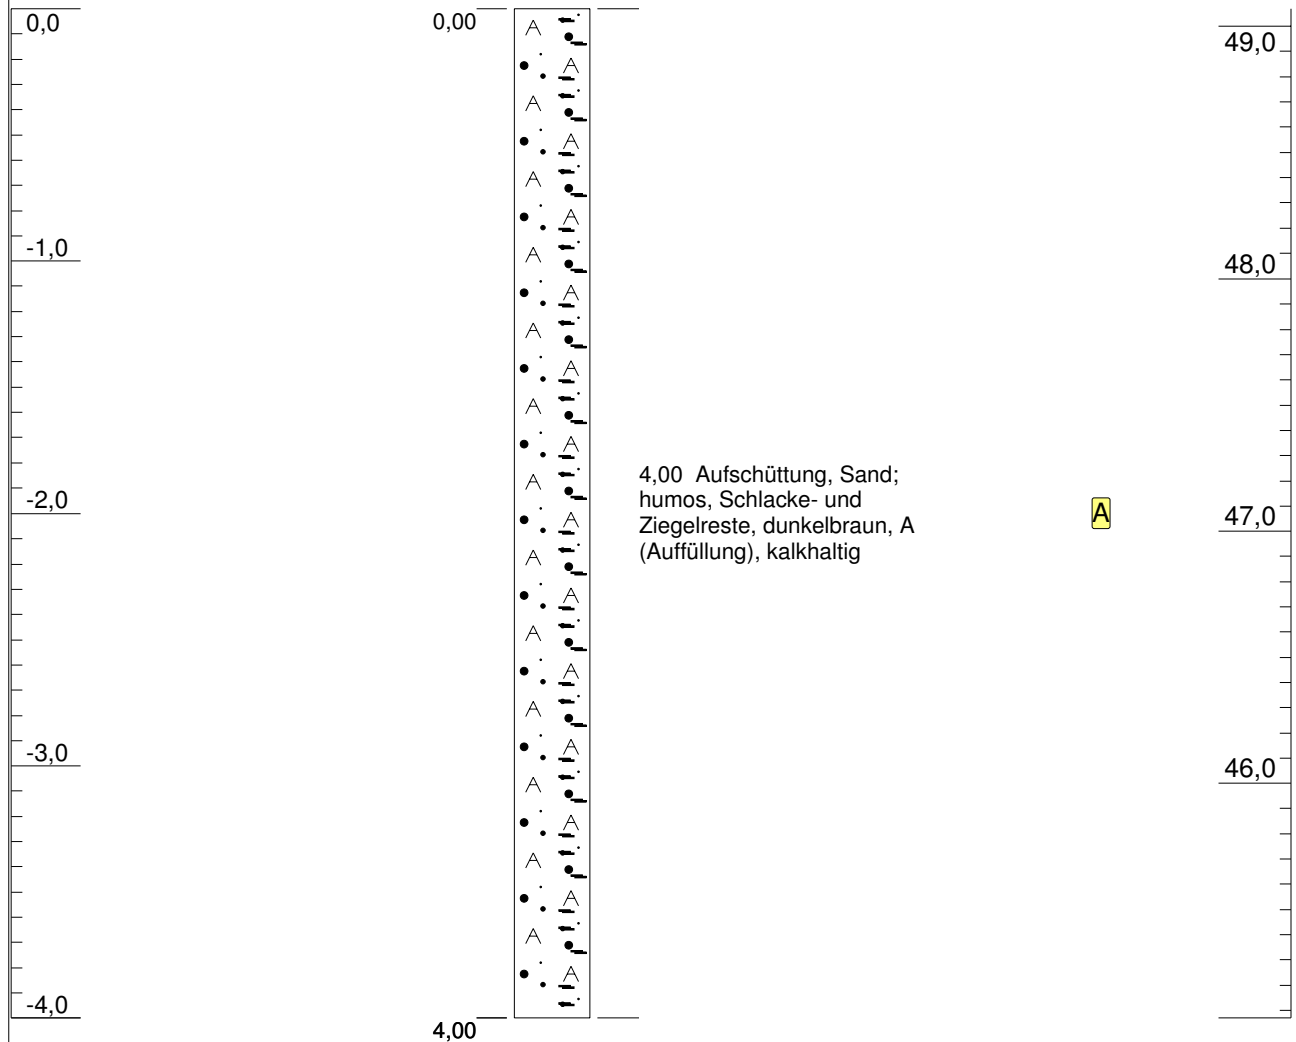 0,0
0,00
49,0
-1,0
48,0
4,00 Aufschüttung, Sand;
humos, Schlacke- und
Ziegelreste, dunkelbraun, A
(Auffüllung), kalkhaltig
A
-2,0
47,0
-3,0
46,0
-4,0
4,00